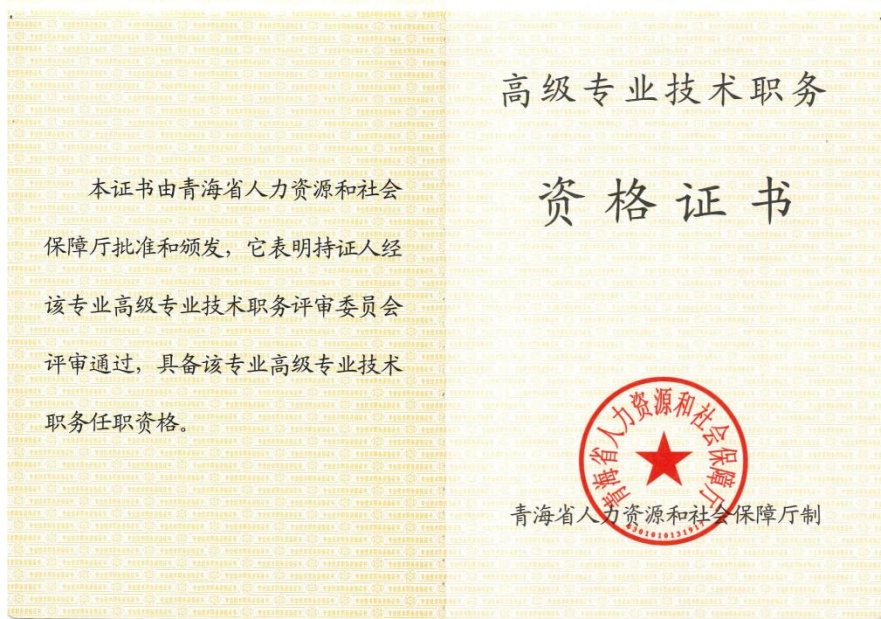 本证书由青海省人力资源和社会
保障厅批准和颁发，它表明持证人经
该专业高级专业技术职务评审委员会
评审通过，具备该专业高级专业技术
职务任职资格。
高级专业技术职务
资格证书
青海省人力资源和社会保障厅
青海省人力资源和社会保障厅制